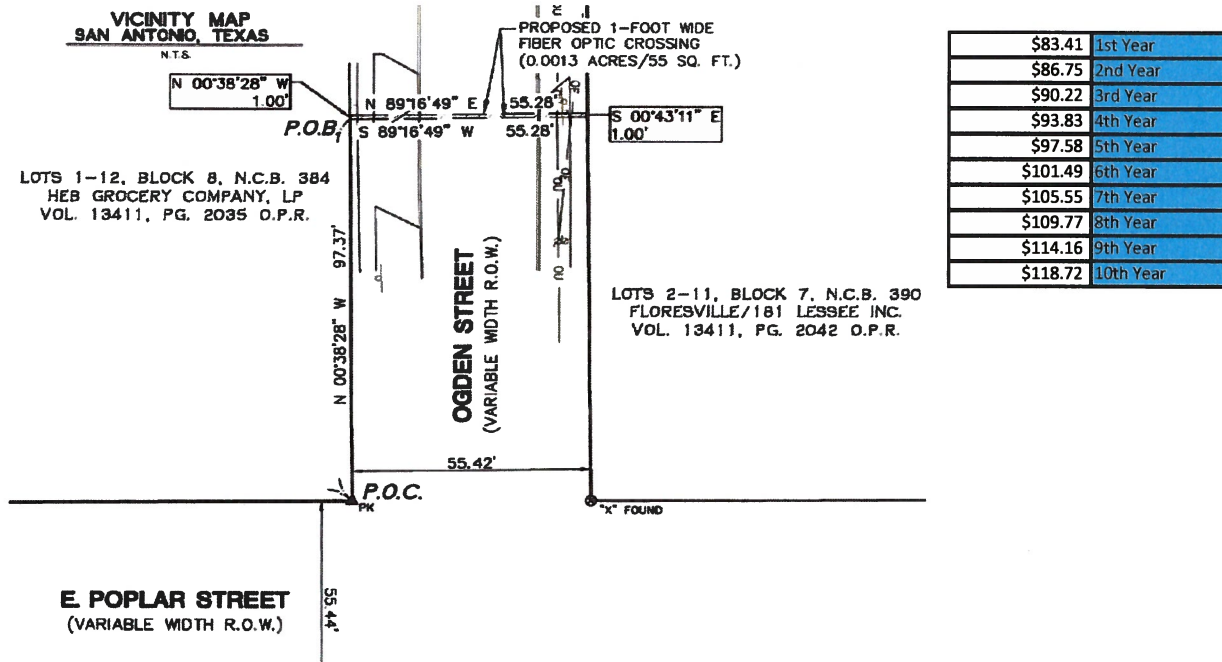 VICINITY MAP
SAN ANTONIO, TEXAS
N.T.S.
PROPOSED 1-FOOT WIDE
FIBER OPTIC CROSSING
(0.0013 ACRES/55 SQ. FT.)
N 00°38'28" W
1.00'
N 89°16'49" E 55.28'
P.O.B.
S 89°16'49" W 55.28'
S 00°43'11" E
1.00'
LOTS 1-12, BLOCK 8, N.C.B. 384
HEB GROCERY COMPANY, LP
VOL. 13411, PG. 2035 O.P.R.
N 00°38'28" W 97.37'
OGDEN STREET
(VARIABLE WIDTH R.O.W.)
OU
OF
OU
OF
OU
LOTS 2-11, BLOCK 7, N.C.B. 390
FLORESVILLE/181 LESSEE INC.
VOL. 13411, PG. 2042 O.P.R.
55.42'
P.O.C.
PK
"X" FOUND
E. POPLAR STREET
(VARIABLE WIDTH R.O.W.)
55.44'
$83.41 1st Year
$86.75 2nd Year
$90.22 3rd Year
$93.83 4th Year
$97.58 5th Year
$101.49 6th Year
$105.55 7th Year
$109.77 8th Year
$114.16 9th Year
$118.72 10th Year